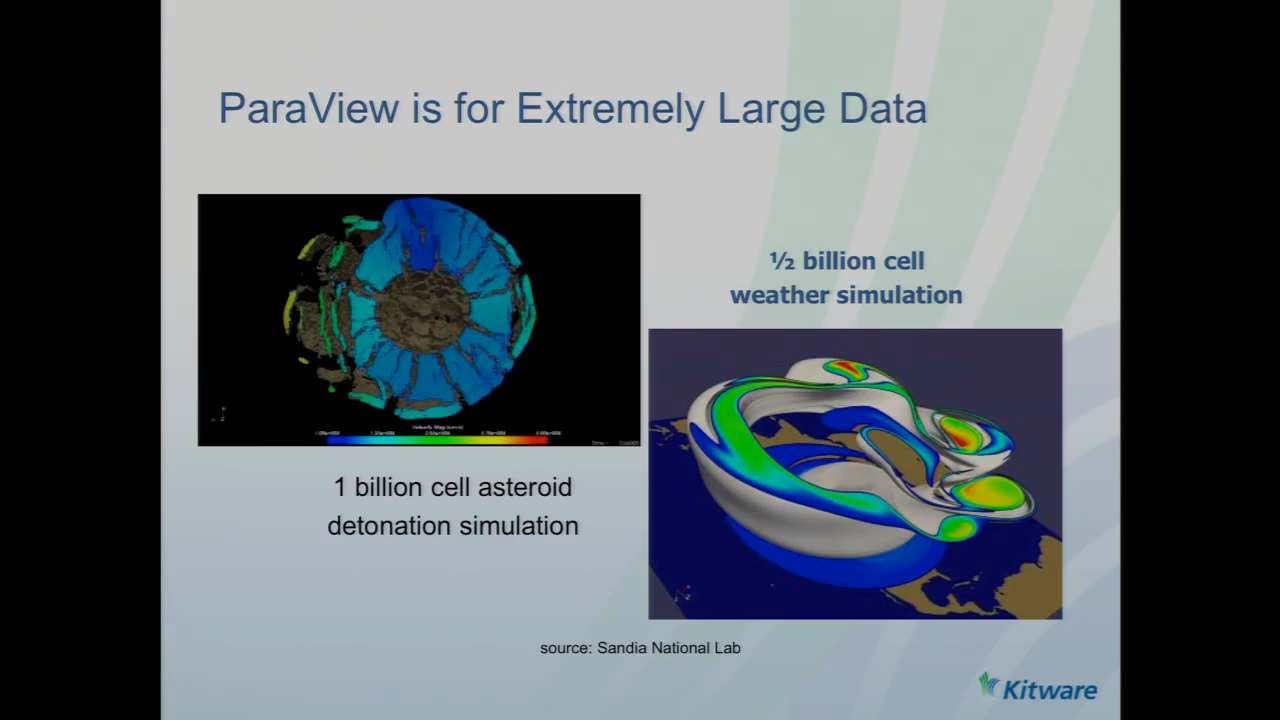 ParaView is for Extremely Large Data
½ billion cell
weather simulation
1 billion cell asteroid
detonation simulation
source: Sandia National Lab
Kitware